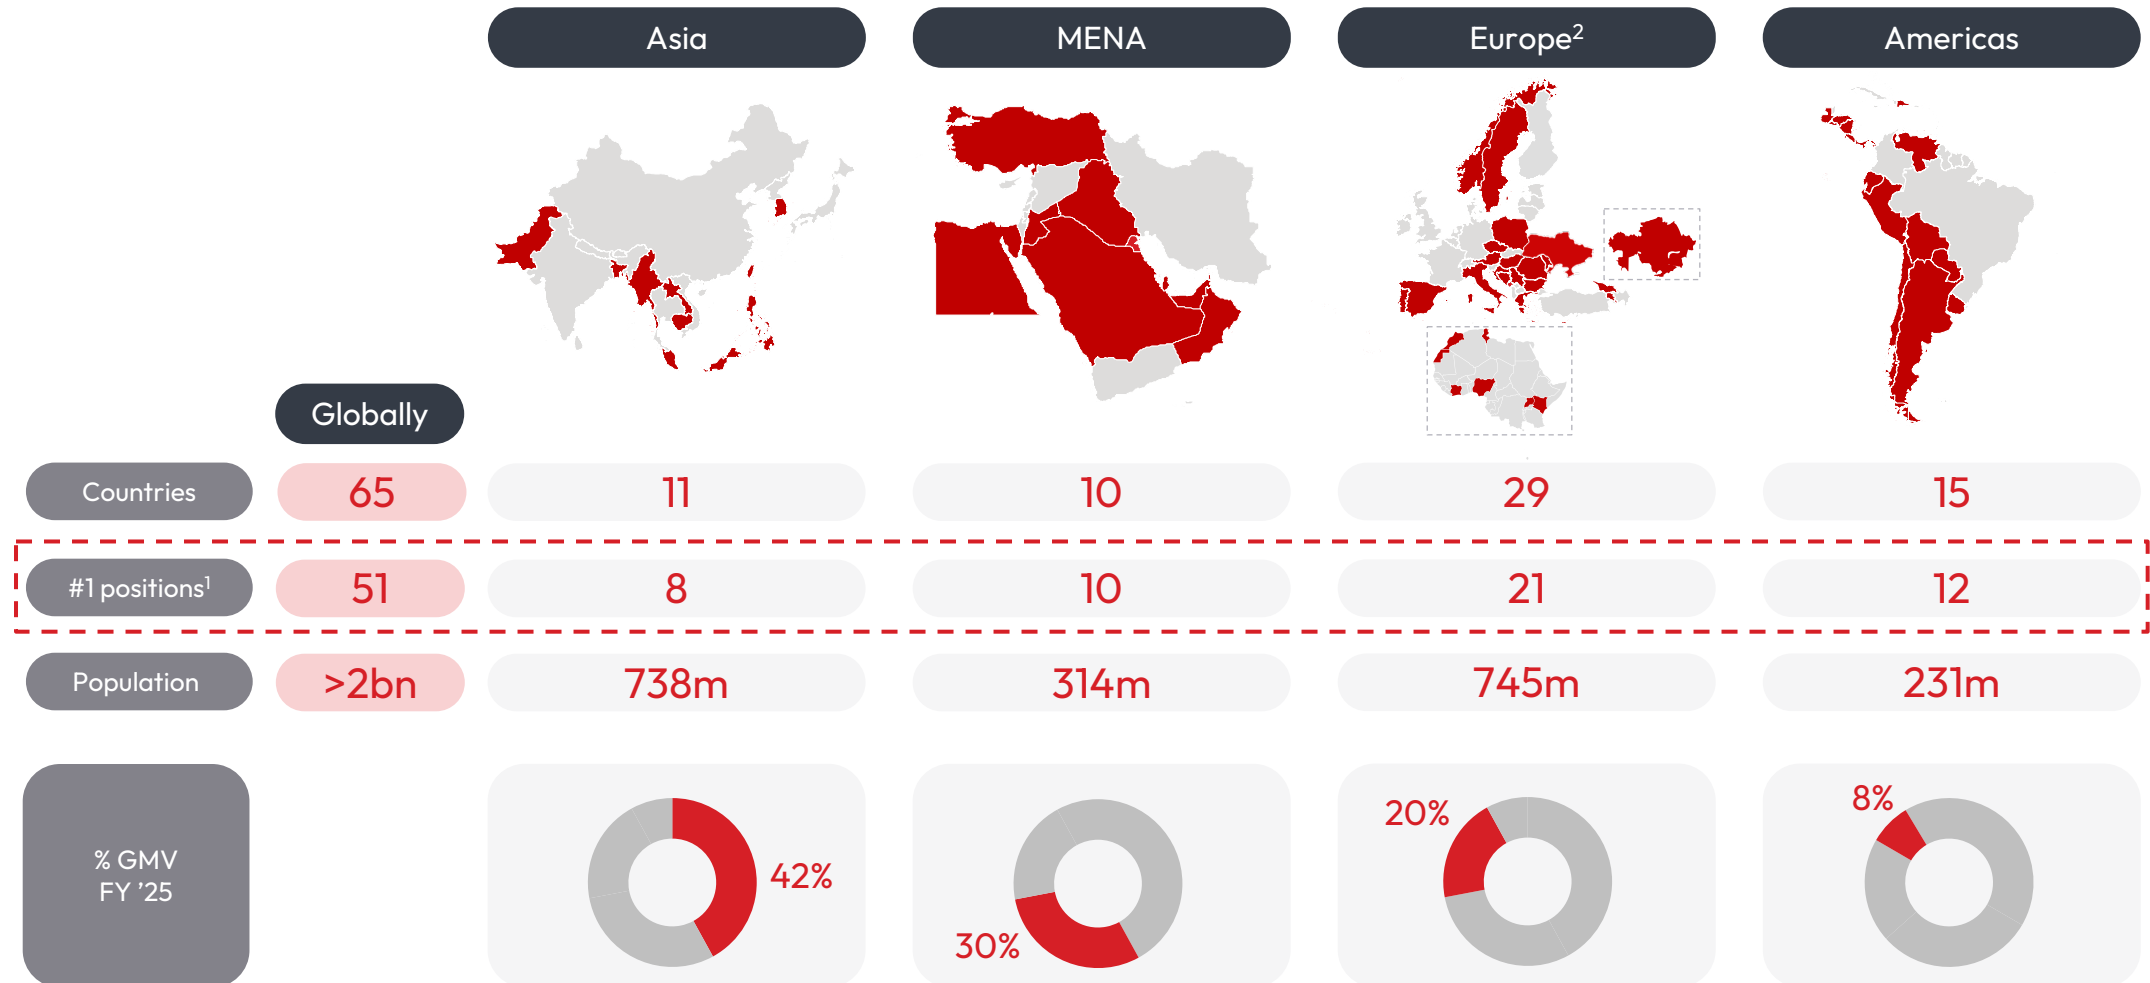 Asia
MENA
Europe²
Americas
Globally
Countries
65
11
10
29
15
#1 positions¹
51
8
10
21
12
Population
>2bn
738m
314m
745m
231m
% GMV
FY ’25
42%
30%
20%
8%